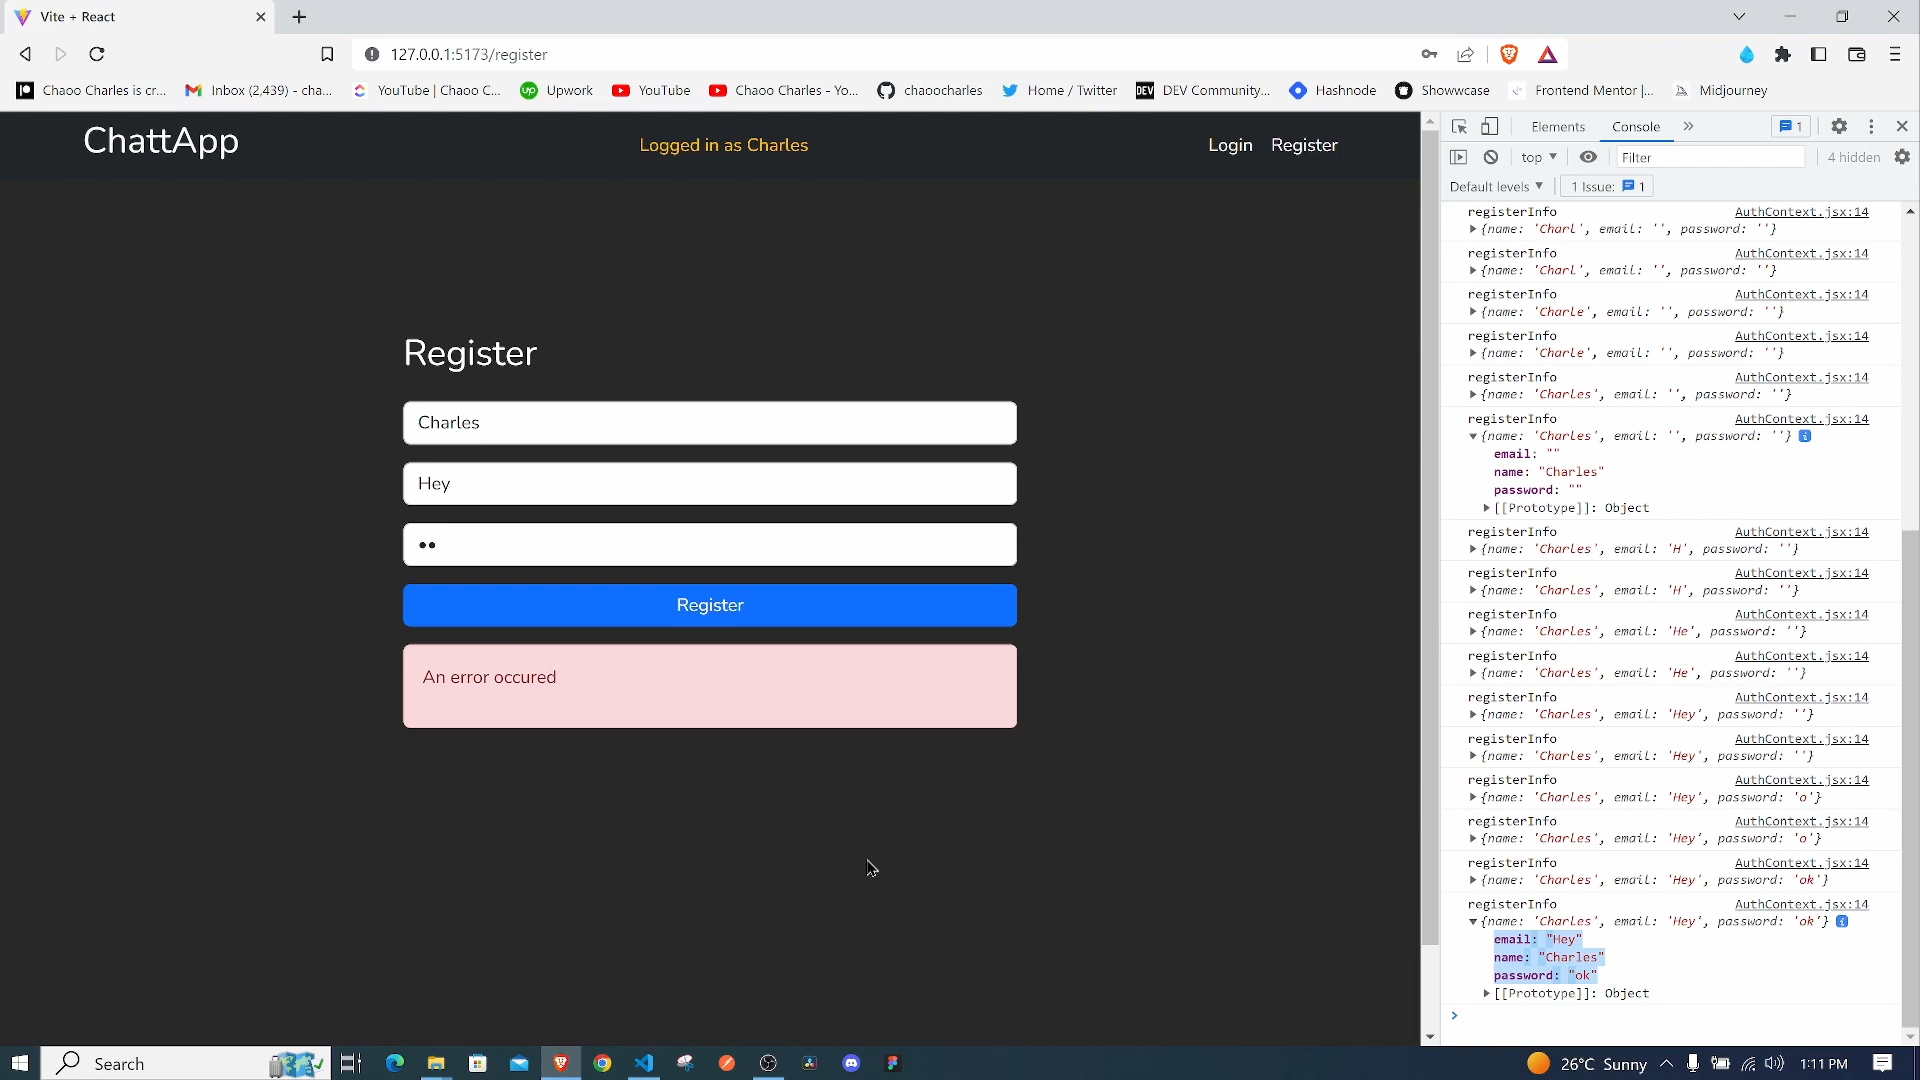 Vite + React
127.0.0.1:5173/register
Chaoo Charles is cr...
Inbox (2,439) - cha...
YouTube | Chaoo C...
Upwork
YouTube
Chaoo Charles - Yo...
chaoocharles
Home / Twitter
DEV Community...
Hashnode
Showwcase
Frontend Mentor |...
Midjourney
ChattApp
Logged in as Charles
Login Register
Register
Charles
Hey
Register
An error occured
Elements Console 1
top Filter 4 hidden
Default levels 1 Issue: 1
registerInfo AuthContext.jsx:14
{name: 'Charl', email: '', password: ''}
registerInfo AuthContext.jsx:14
{name: 'Charl', email: '', password: ''}
registerInfo AuthContext.jsx:14
{name: 'Charle', email: '', password: ''}
registerInfo AuthContext.jsx:14
{name: 'Charle', email: '', password: ''}
registerInfo AuthContext.jsx:14
{name: 'Charles', email: '', password: ''}
registerInfo AuthContext.jsx:14
{name: 'Charles', email: '', password: ''}
email: ""
name: "Charles"
password: ""
[[Prototype]]: Object
registerInfo AuthContext.jsx:14
{name: 'Charles', email: 'H', password: ''}
registerInfo AuthContext.jsx:14
{name: 'Charles', email: 'H', password: ''}
registerInfo AuthContext.jsx:14
{name: 'Charles', email: 'He', password: ''}
registerInfo AuthContext.jsx:14
{name: 'Charles', email: 'He', password: ''}
registerInfo AuthContext.jsx:14
{name: 'Charles', email: 'Hey', password: ''}
registerInfo AuthContext.jsx:14
{name: 'Charles', email: 'Hey', password: ''}
registerInfo AuthContext.jsx:14
{name: 'Charles', email: 'Hey', password: 'o'}
registerInfo AuthContext.jsx:14
{name: 'Charles', email: 'Hey', password: 'o'}
registerInfo AuthContext.jsx:14
{name: 'Charles', email: 'Hey', password: 'ok'}
registerInfo AuthContext.jsx:14
{name: 'Charles', email: 'Hey', password: 'ok'}
email: "Hey"
name: "Charles"
password: "ok"
[[Prototype]]: Object
Search
26°C Sunny
1:11 PM